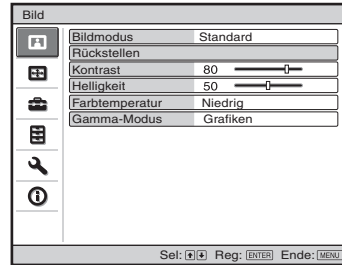 Bild
Bildmodus Standard
Rückstellen
Kontrast 80
Helligkeit 50
Farbtemperatur Niedrig
Gamma-Modus Grafiken
Sel: Reg: ENTER Ende: MENU